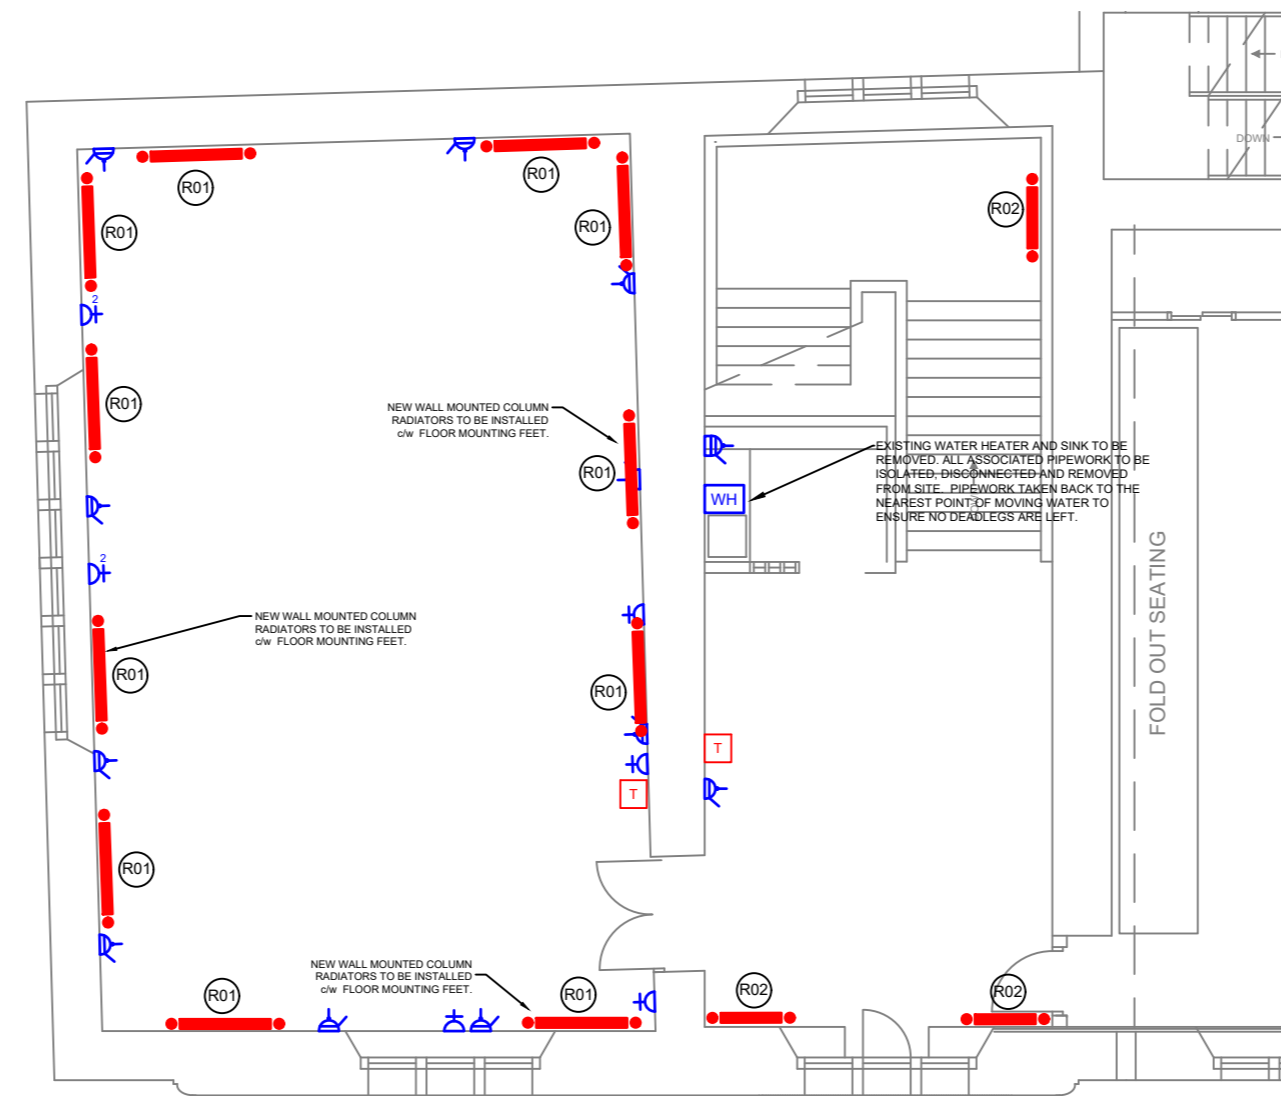 DOWN
R01
R01
R01
R02
R01
R01
2
R01
NEW WALL MOUNTED COLUMN
RADIATORS TO BE INSTALLED
c/w FLOOR MOUNTING FEET.
R01
EXISTING WATER HEATER AND SINK TO BE
REMOVED. ALL ASSOCIATED PIPEWORK TO BE
ISOLATED, DISCONNECTED AND REMOVED
FROM SITE. PIPEWORK TAKEN BACK TO THE
NEAREST POINT OF MOVING WATER TO
ENSURE NO DEADLEGS ARE LEFT.
WH
2
FOLD OUT SEATING
NEW WALL MOUNTED COLUMN
RADIATORS TO BE INSTALLED
c/w FLOOR MOUNTING FEET.
R01
R01
T
T
R01
NEW WALL MOUNTED COLUMN
RADIATORS TO BE INSTALLED
c/w FLOOR MOUNTING FEET.
R01
R01
R02
R02